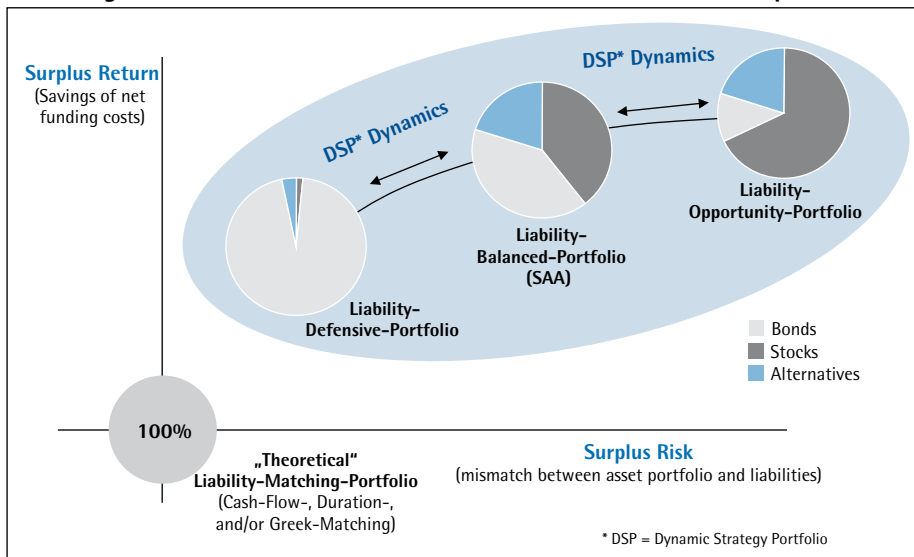 Surplus Return
(Savings of net
funding costs)
DSP* Dynamics
DSP* Dynamics
Liability-
Defensive-Portfolio
Liability-
Balanced-Portfolio
(SAA)
Liability-
Opportunity-Portfolio
Bonds
Stocks
Alternatives
100%
„Theoretical“
Liability-Matching-Portfolio
(Cash-Flow-, Duration-,
and/or Greek-Matching)
Surplus Risk
(mismatch between asset portfolio and liabilities)
* DSP = Dynamic Strategy Portfolio